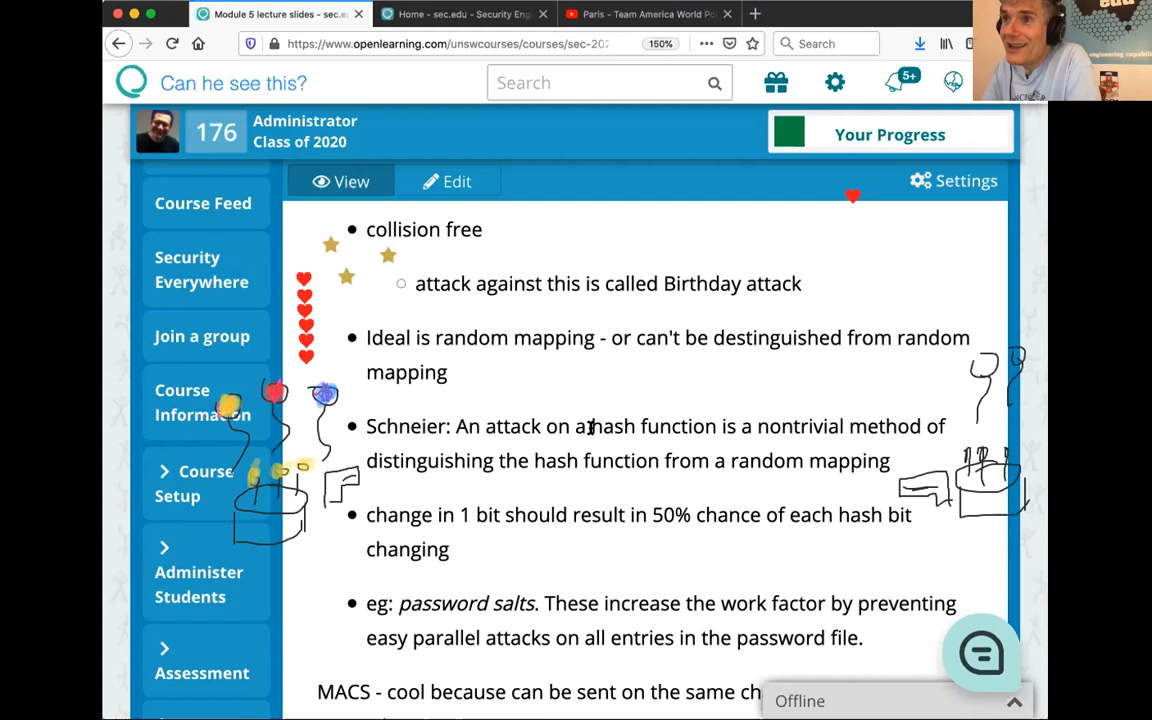 Module 5 lecture slides - sec.e
Home - sec.edu - Security Eng
Paris - Team America World Po
https://www.openlearning.com/unswcourses/courses/sec-20
150%
Search
Can he see this?
Search
5+
176
Administrator
Class of 2020
Your Progress
View
Edit
Settings
Course Feed
Security
Everywhere
Join a group
Course
Information
Course
Setup
Administer
Students
Assessment
collision free
attack against this is called Birthday attack
Ideal is random mapping - or can't be destinguished from random
mapping
Schneier: An attack on a hash function is a nontrivial method of
distinguishing the hash function from a random mapping
change in 1 bit should result in 50% chance of each hash bit
changing
eg: password salts. These increase the work factor by preventing
easy parallel attacks on all entries in the password file.
MACS - cool because can be sent on the same ch
Offline